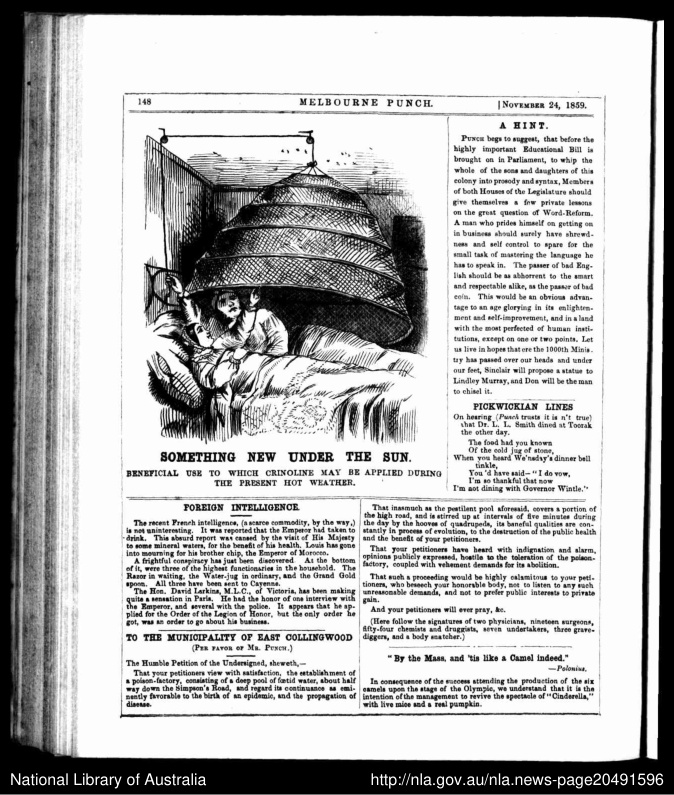 148
MELBOURNE PUNCH.
[NOVEMBER 24, 1859.
SOMETHING NEW UNDER THE SUN.
BENEFICIAL USE TO WHICH CRINOLINE MAY BE APPLIED DURING
THE PRESENT HOT WEATHER.
A HINT.
PUNCH begs to suggest, that before the
highly important Educational Bill is
brought on in Parliament, to whip the
whole of the sons and daughters of this
colony into prosody and syntax, Members
of both Houses of the Legislature should
give themselves a few private lessons
on the great question of Word-Reform.
A man who prides himself on getting on
in business should surely have shrewd-
ness and self control to spare for the
small task of mastering the language he
has to speak in. The passer of bad Eng-
lish should be as abhorrent to the smart
and respectable alike, as the passer of bad
coin. This would be an obvious advan-
tage to an age glorying in its enlighten-
ment and self-improvement, and in a land
with the most perfected of human insti-
tutions, except on one or two points. Let
us live in hopes that ere the 1000th Minis-
try has passed over our heads and under
our feet, Sinclair will propose a statue to
Lindley Murray, and Don will be the man
to chisel it.
PICKWICKIAN LINES
On hearing (Punch trusts it is n't true)
that Dr. L. L. Smith dined at Toorak
the other day.
The food had you known
Of the cold jug of stone,
When you heard We'nsday's dinner bell
tinkle,
You 'd have said—"I do vow,
I'm so thankful that now
I'm not dining with Governor Wintle."
FOREIGN INTELLIGENCE.
The recent French intelligence, (a scarce commodity, by the way,)
is not uninteresting. It was reported that the Emperor had taken to
drink. This absurd report was caused by the visit of His Majesty
to some mineral waters, for the benefit of his health. Louis has gone
into mourning for his brother chip, the Emperor of Morocco.
A frightful conspiracy has just been discovered. At the bottom
of it, were three of the highest functionaries in the household. The
Razor in waiting, the Water-jug in ordinary, and the Grand Gold
spoon. All three have been sent to Cayenne.
The Hon. David Larkins, M.L.C., of Victoria, has been making
quite a sensation in Paris. He had the honor of one interview with
the Emperor, and several with the police. It appears that he ap-
plied for the Order of the Legion of Honor, but the only order he
got, was an order to go about his business.
TO THE MUNICIPALITY OF EAST COLLINGWOOD
(PER FAVOR OF MR. PUNCH.)
The Humble Petition of the Undersigned, sheweth,—
That your petitioners view with satisfaction, the establishment of
a poison-factory, consisting of a deep pool of fœtid water, about half
way down the Simpson's Road, and regard its continuance as emi-
nently favorable to the birth of an epidemic, and the propagation of
disease.
That inasmuch as the pestilent pool aforesaid, covers a portion of
the high road, and is stirred up at intervals of five minutes during
the day by the hooves of quadrupeds, its baneful qualities are con-
stantly in process of evolution, to the destruction of the public health
and the benefit of your petitioners.
That your petitioners have heard with indignation and alarm,
opinions publicly expressed, hostile to the toleration of the poison-
factory, coupled with vehement demands for its abolition.
That such a proceeding would be highly calamitous to your peti-
tioners, who beseech your honorable body, not to listen to any such
unreasonable demands, and not to prefer public interests to private
gain.
And your petitioners will ever pray, &c.
(Here follow the signatures of two physicians, nineteen surgeons,
fifty-four chemists and druggists, seven undertakers, three grave-
diggers, and a body snatcher.)
"By the Mass, and 'tis like a Camel indeed."
—Polonius.
In consequence of the success attending the production of the six
camels upon the stage of the Olympic, we understand that it is the
intention of the management to revive the spectacle of "Cinderella,"
with live mice and a real pumpkin.
National Library of Australia
http://nla.gov.au/nla.news-page20491596